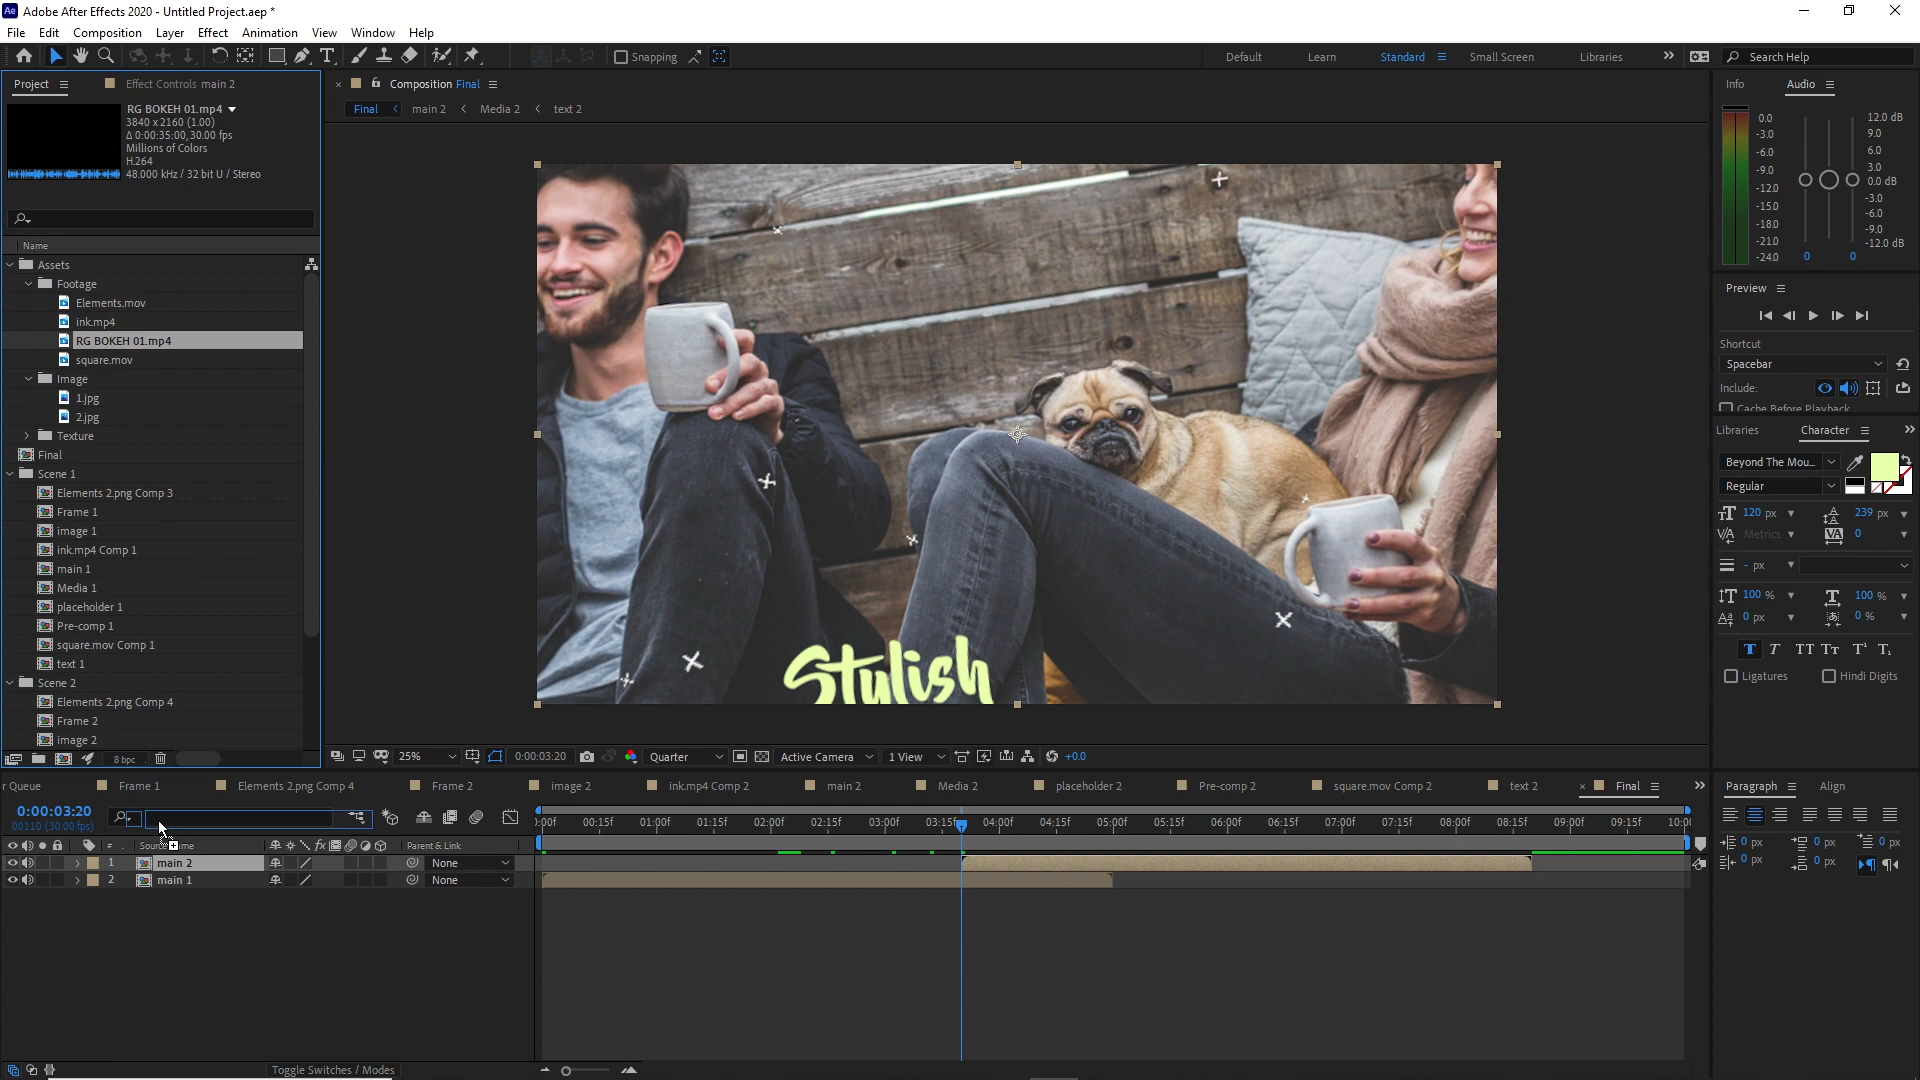 Adobe After Effects 2020 - Untitled Project.aep *
File Edit Composition Layer Effect Animation View Window Help
Snapping
Default Learn Standard Small Screen Libraries Search Help
Project Effect Controls main 2
RG BOKEH 01.mp4
3840 x 2160 (1.00)
Δ 0:00:35:00, 30.00 fps
Millions of Colors
H.264
48.000 kHz / 32 bit U / Stereo
Name
Assets
Footage
Elements.mov
ink.mp4
RG BOKEH 01.mp4
square.mov
Image
1.jpg
2.jpg
Texture
Final
Scene 1
Elements 2.png Comp 3
Frame 1
image 1
ink.mp4 Comp 1
main 1
Media 1
placeholder 1
Pre-comp 1
square.mov Comp 1
text 1
Scene 2
Elements 2.png Comp 4
Frame 2
image 2
8 bpc
Composition Final
Final main 2 Media 2 text 2
Stylish
25% 0:00:03:20 Quarter Active Camera 1 View +0.0
Info Audio
0.0
-3.0
-6.0
-9.0
-12.0
-15.0
-18.0
-21.0
-24.0
12.0 dB
9.0
6.0
3.0
0.0 dB
-3.0
-6.0
-9.0
-12.0 dB
0 0
Preview
Shortcut
Spacebar
Include:
Cache Before Playback
Libraries Character
Beyond The Mou...
Regular
120 px 239 px
Metrics 0
- px
100 % 100 %
0 px 0 %
T T TT Tr T¹ T₁
Ligatures Hindi Digits
r Queue Frame 1 Elements 2.png Comp 4 Frame 2 image 2 ink.mp4 Comp 2 main 2 Media 2 placeholder 2 Pre-comp 2 square.mov Comp 2 text 2 Final
0:00:03:20
00110 (30.00 fps)
:00f 00:15f 01:00f 01:15f 02:00f 02:15f 03:00f 03:15f 04:00f 04:15f 05:00f 05:15f 06:00f 06:15f 07:00f 07:15f 08:00f 08:15f 09:00f 09:15f 10:0
# Parent & Link
1 main 2 None
2 main 1 None
Toggle Switches / Modes
Paragraph Align
0 px 0 px 0 px
0 px 0 px